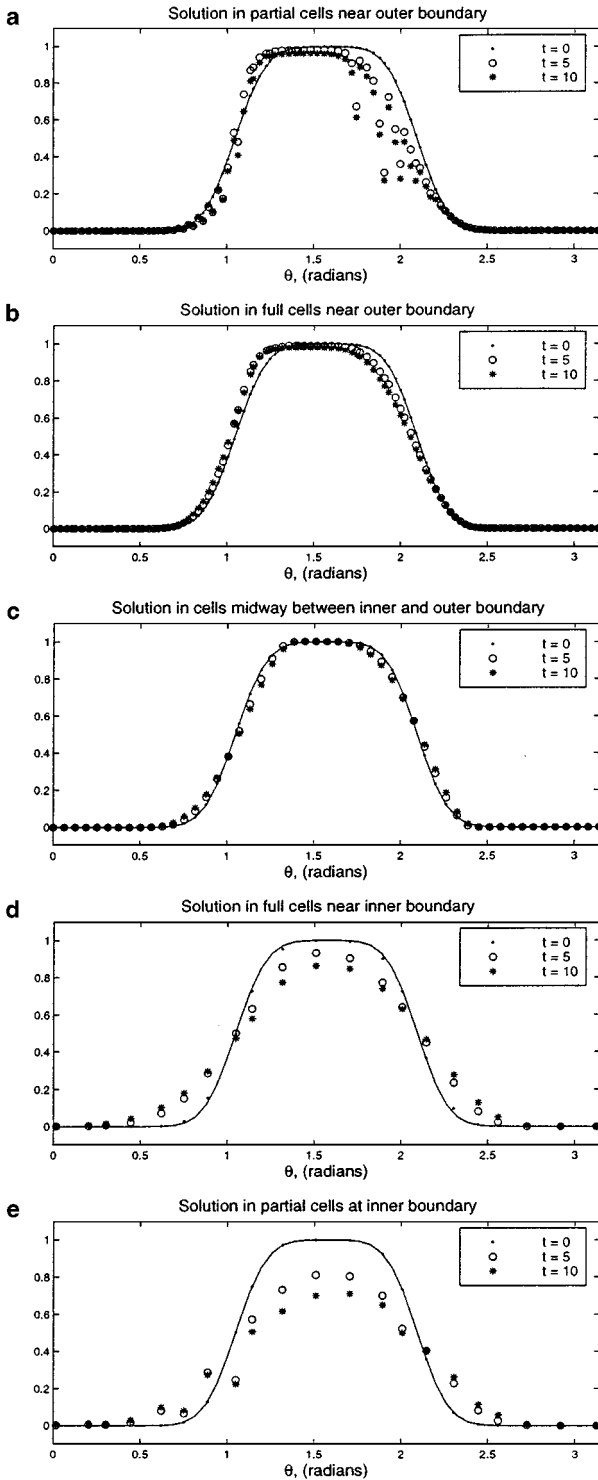 a
Solution in partial cells near outer boundary
1
0.8
0.6
0.4
0.2
0
0 0.5 1 1.5 2 2.5 3
θ, (radians)
t = 0
t = 5
t = 10
b
Solution in full cells near outer boundary
1
0.8
0.6
0.4
0.2
0
0 0.5 1 1.5 2 2.5 3
θ, (radians)
t = 0
t = 5
t = 10
c
Solution in cells midway between inner and outer boundary
1
0.8
0.6
0.4
0.2
0
0 0.5 1 1.5 2 2.5 3
θ, (radians)
t = 0
t = 5
t = 10
d
Solution in full cells near inner boundary
1
0.8
0.6
0.4
0.2
0
0 0.5 1 1.5 2 2.5 3
θ, (radians)
t = 0
t = 5
t = 10
e
Solution in partial cells at inner boundary
1
0.8
0.6
0.4
0.2
0
0 0.5 1 1.5 2 2.5 3
θ, (radians)
t = 0
t = 5
t = 10